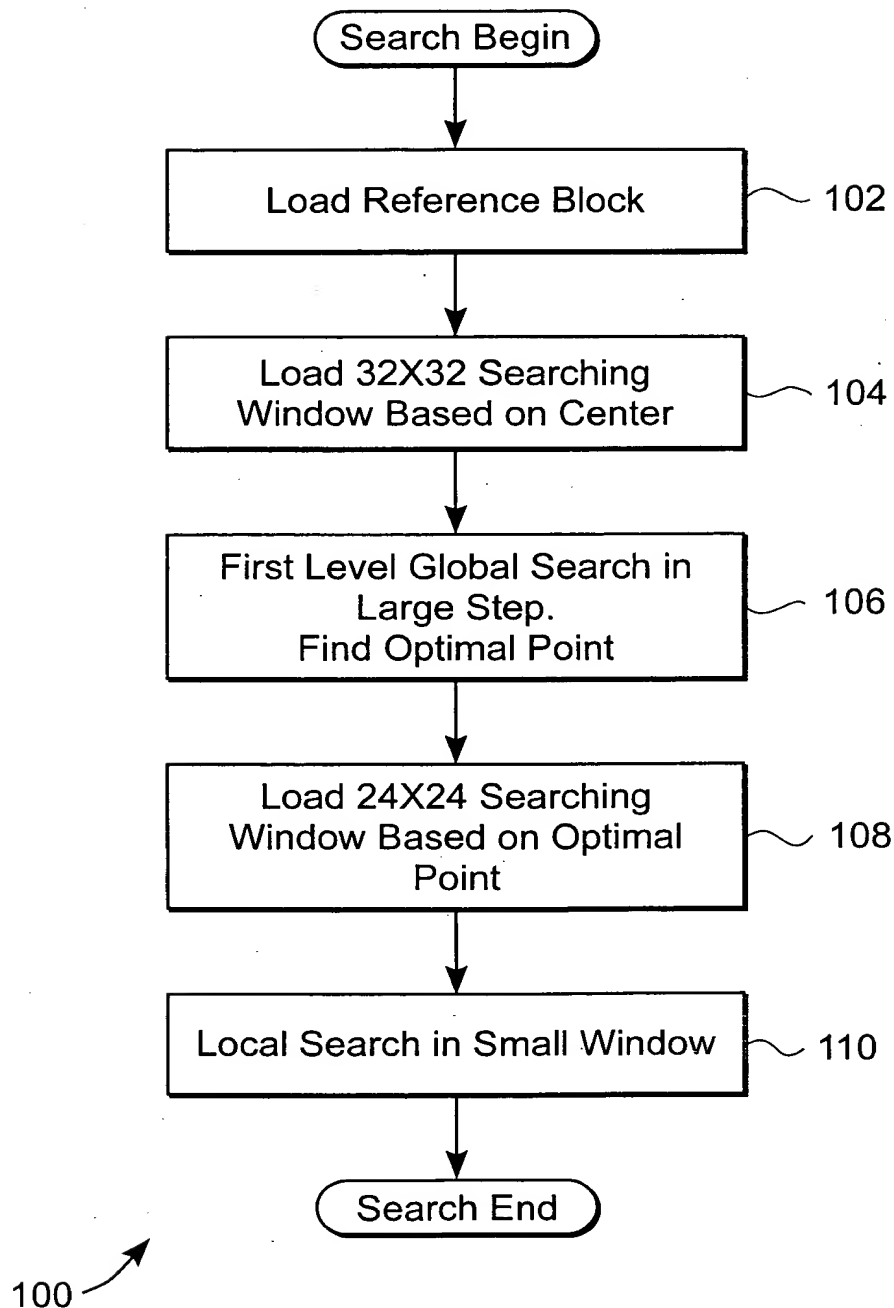 Search Begin
Load Reference Block
102
Load 32X32 Searching
Window Based on Center
104
First Level Global Search in
Large Step.
Find Optimal Point
106
Load 24X24 Searching
Window Based on Optimal
Point
108
Local Search in Small Window
110
Search End
100